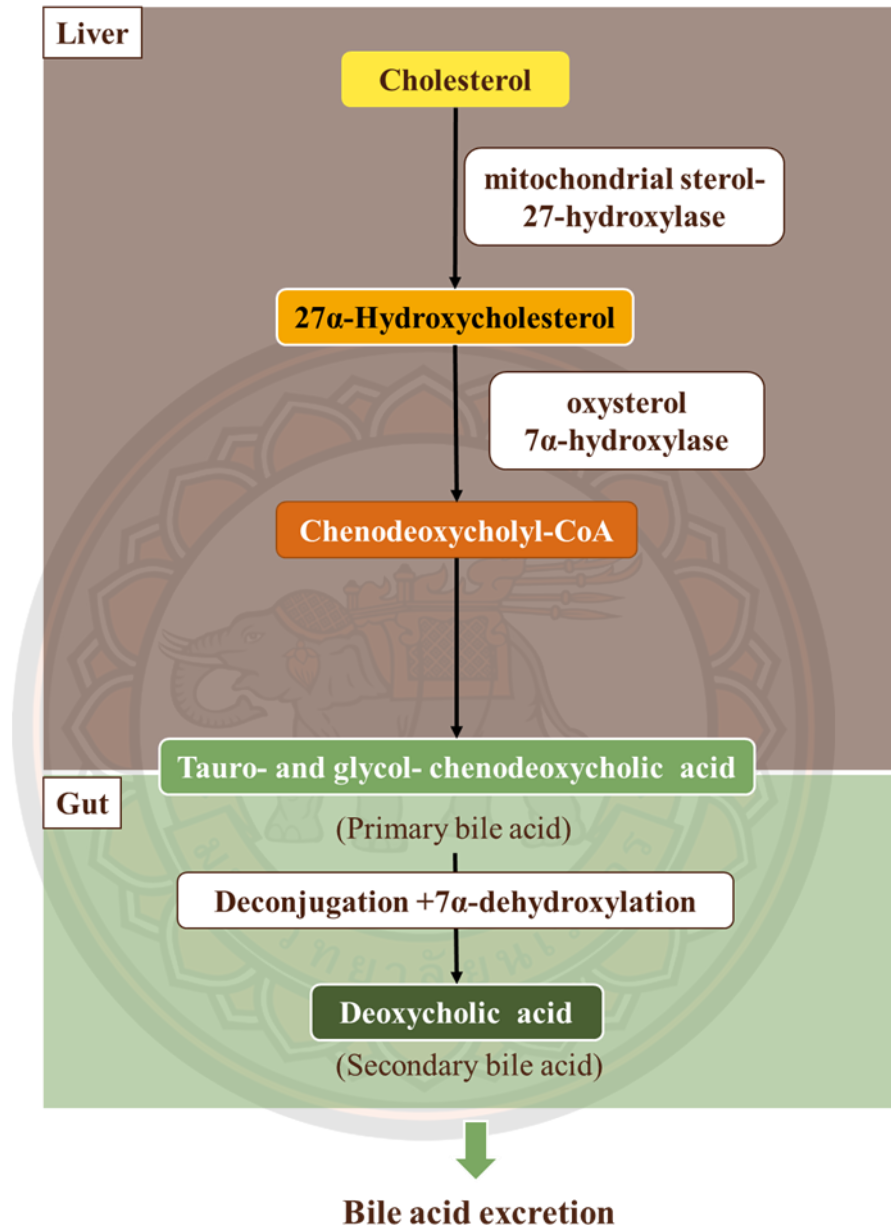 Liver
Cholesterol
mitochondrial sterol-
27-hydroxylase
27α-Hydroxycholesterol
oxysterol
7α-hydroxylase
Chenodeoxycholyl-CoA
Tauro- and glycol- chenodeoxycholic acid
Gut
(Primary bile acid)
Deconjugation +7α-dehydroxylation
Deoxycholic acid
(Secondary bile acid)
Bile acid excretion